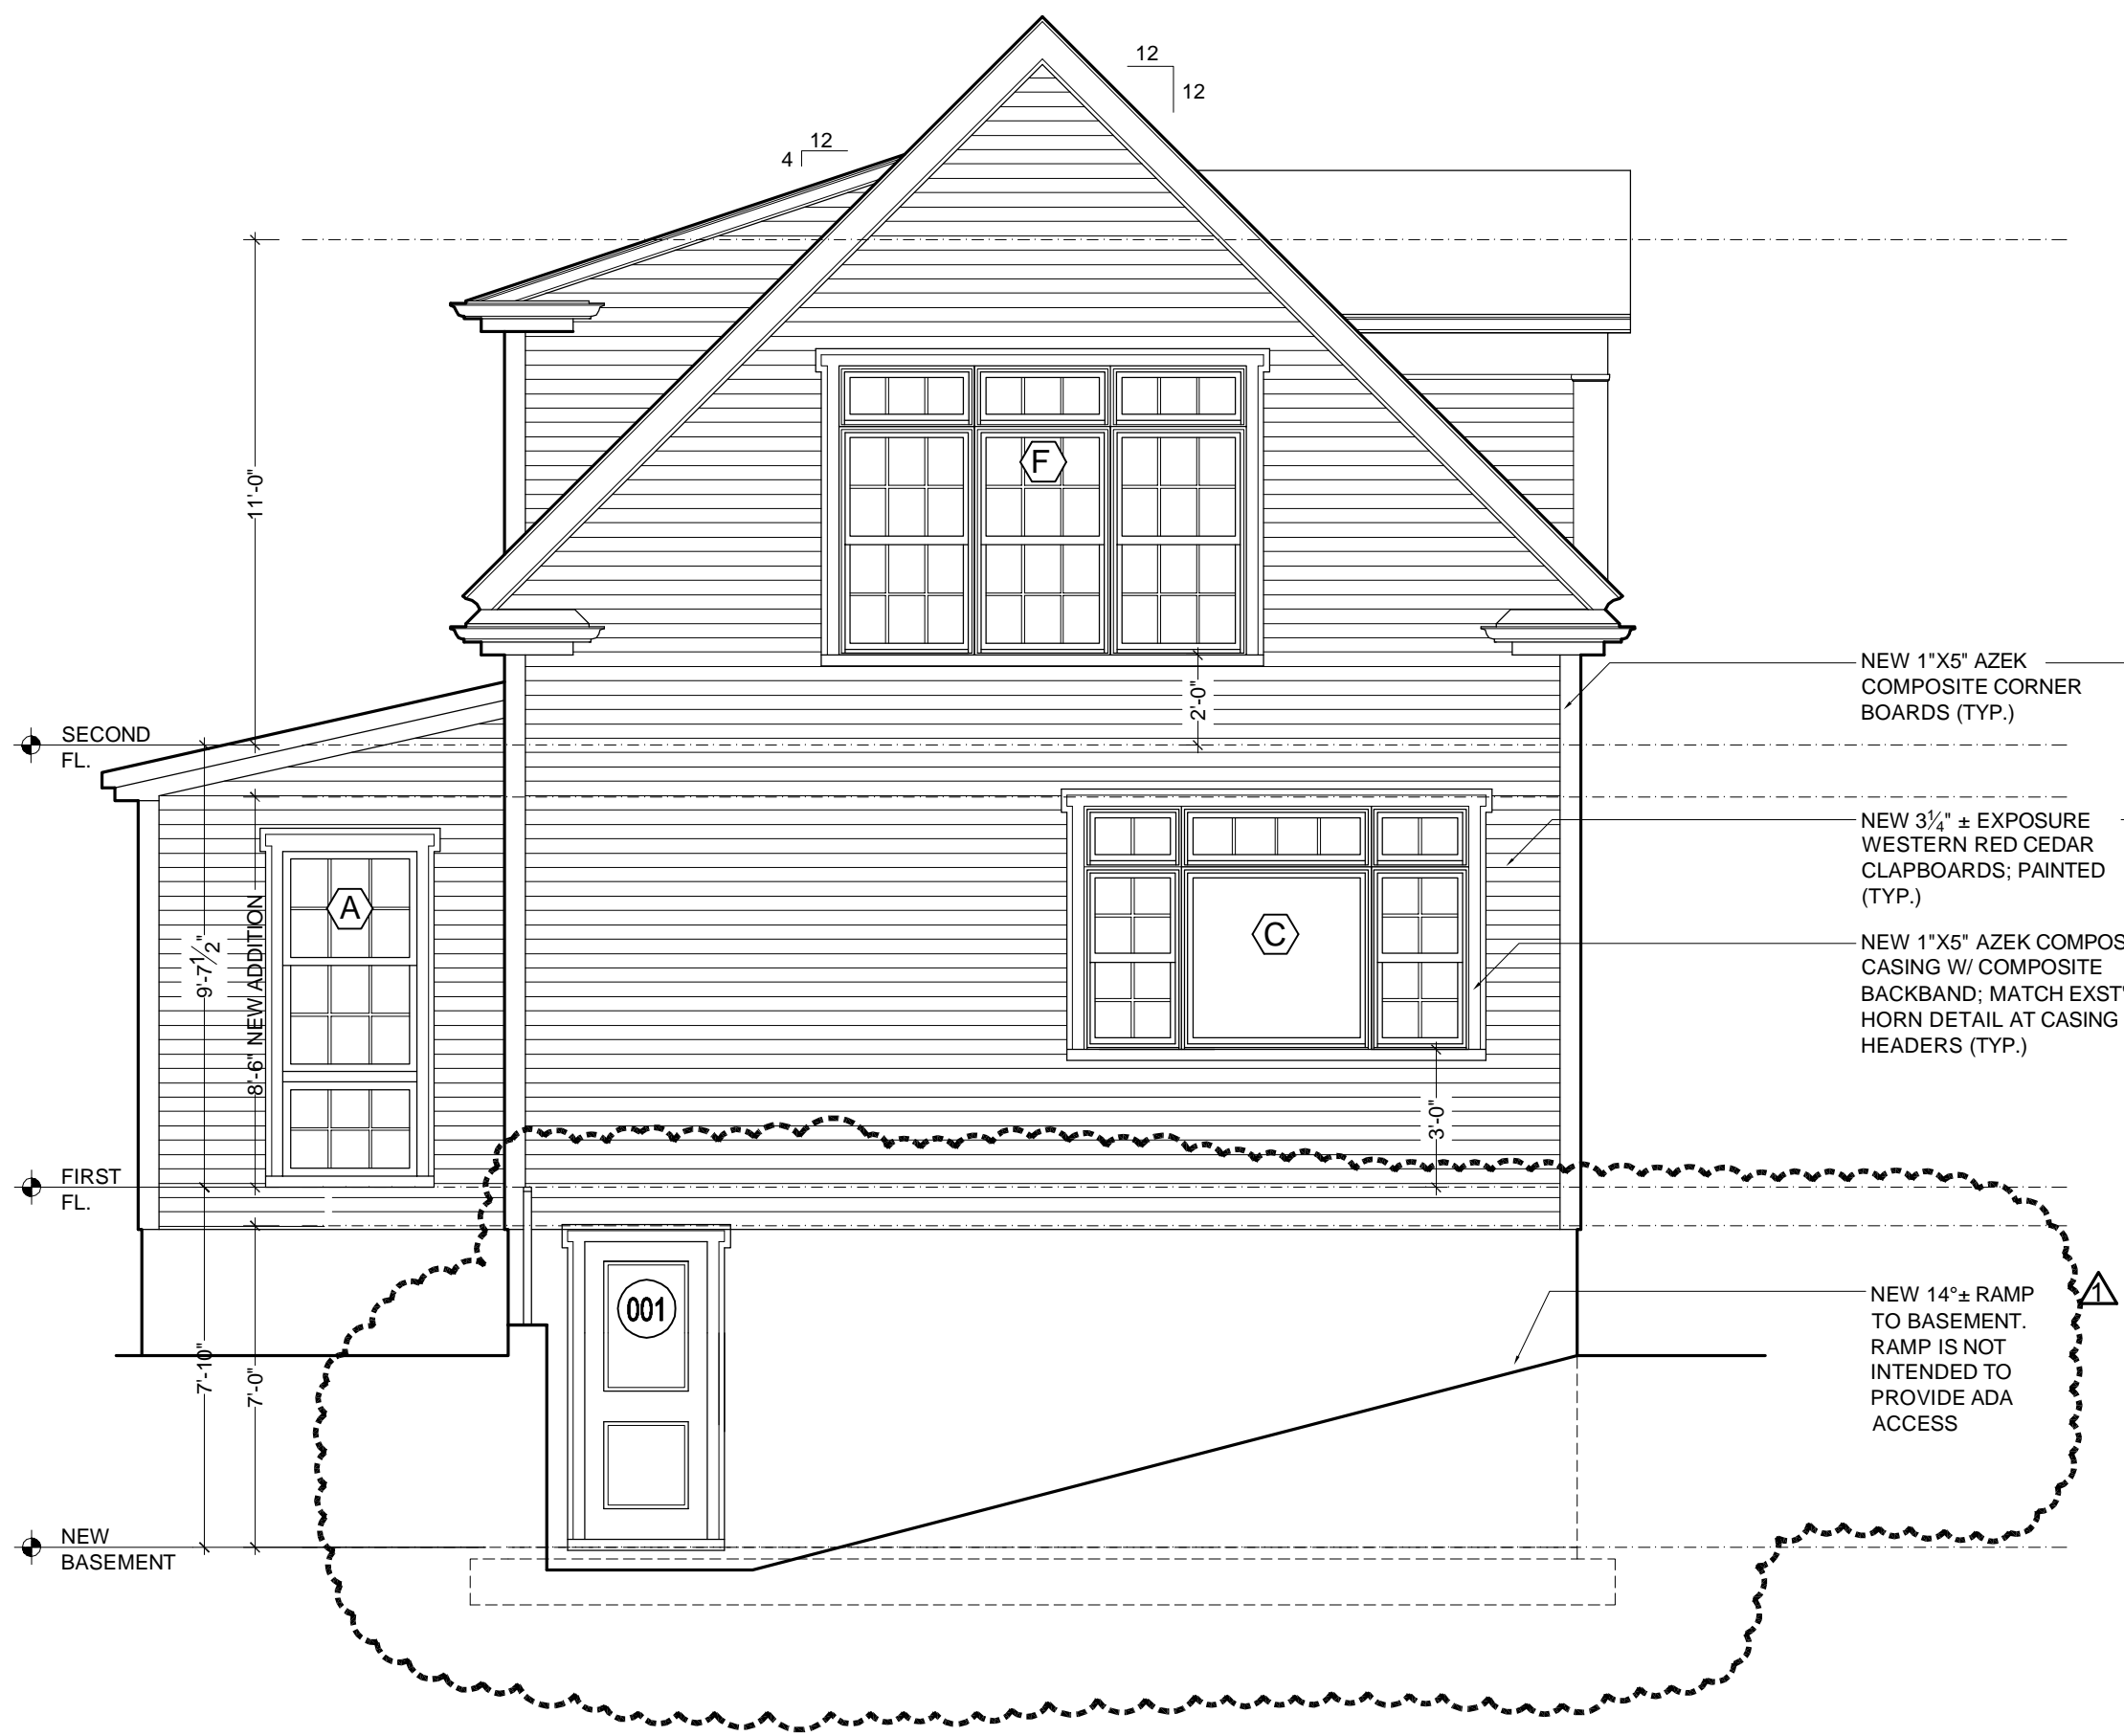 12
12
12
4
11'-0"
F
2'-0"
SECOND
FL.
NEW 1"X5" AZEK
COMPOSITE CORNER
BOARDS (TYP.)
NEW 3¼" ± EXPOSURE
WESTERN RED CEDAR
CLAPBOARDS; PAINTED
(TYP.)
A
C
9'-7½"
8'-6" NEW ADDITION
NEW 1"X5" AZEK COMPOS
CASING W/ COMPOSITE
BACKBAND; MATCH EXST'
HORN DETAIL AT CASING
HEADERS (TYP.)
3'-0"
FIRST
FL.
001
7'-10"
7'-0"
NEW 14°± RAMP
TO BASEMENT.
RAMP IS NOT
INTENDED TO
PROVIDE ADA
ACCESS
1
NEW
BASEMENT